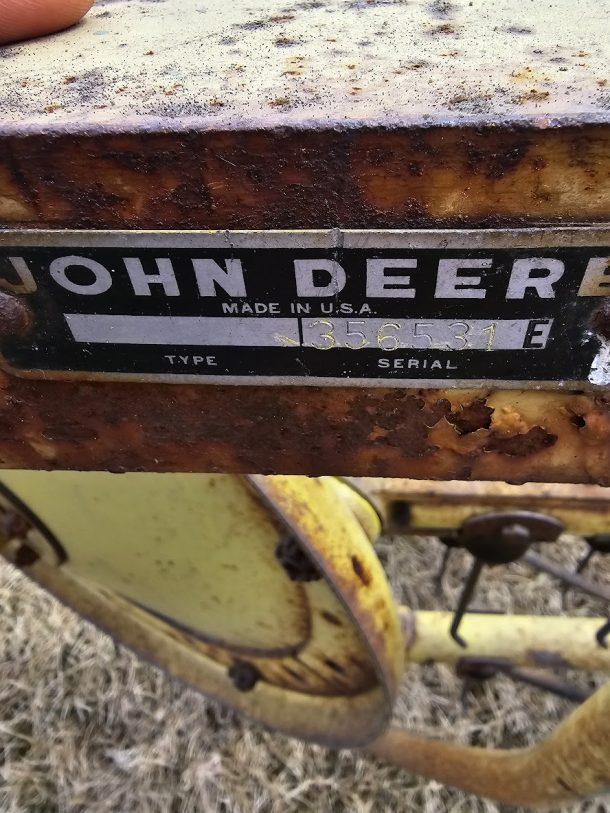 JOHN DEERE
MADE IN U.S.A.
356531 E
TYPE SERIAL